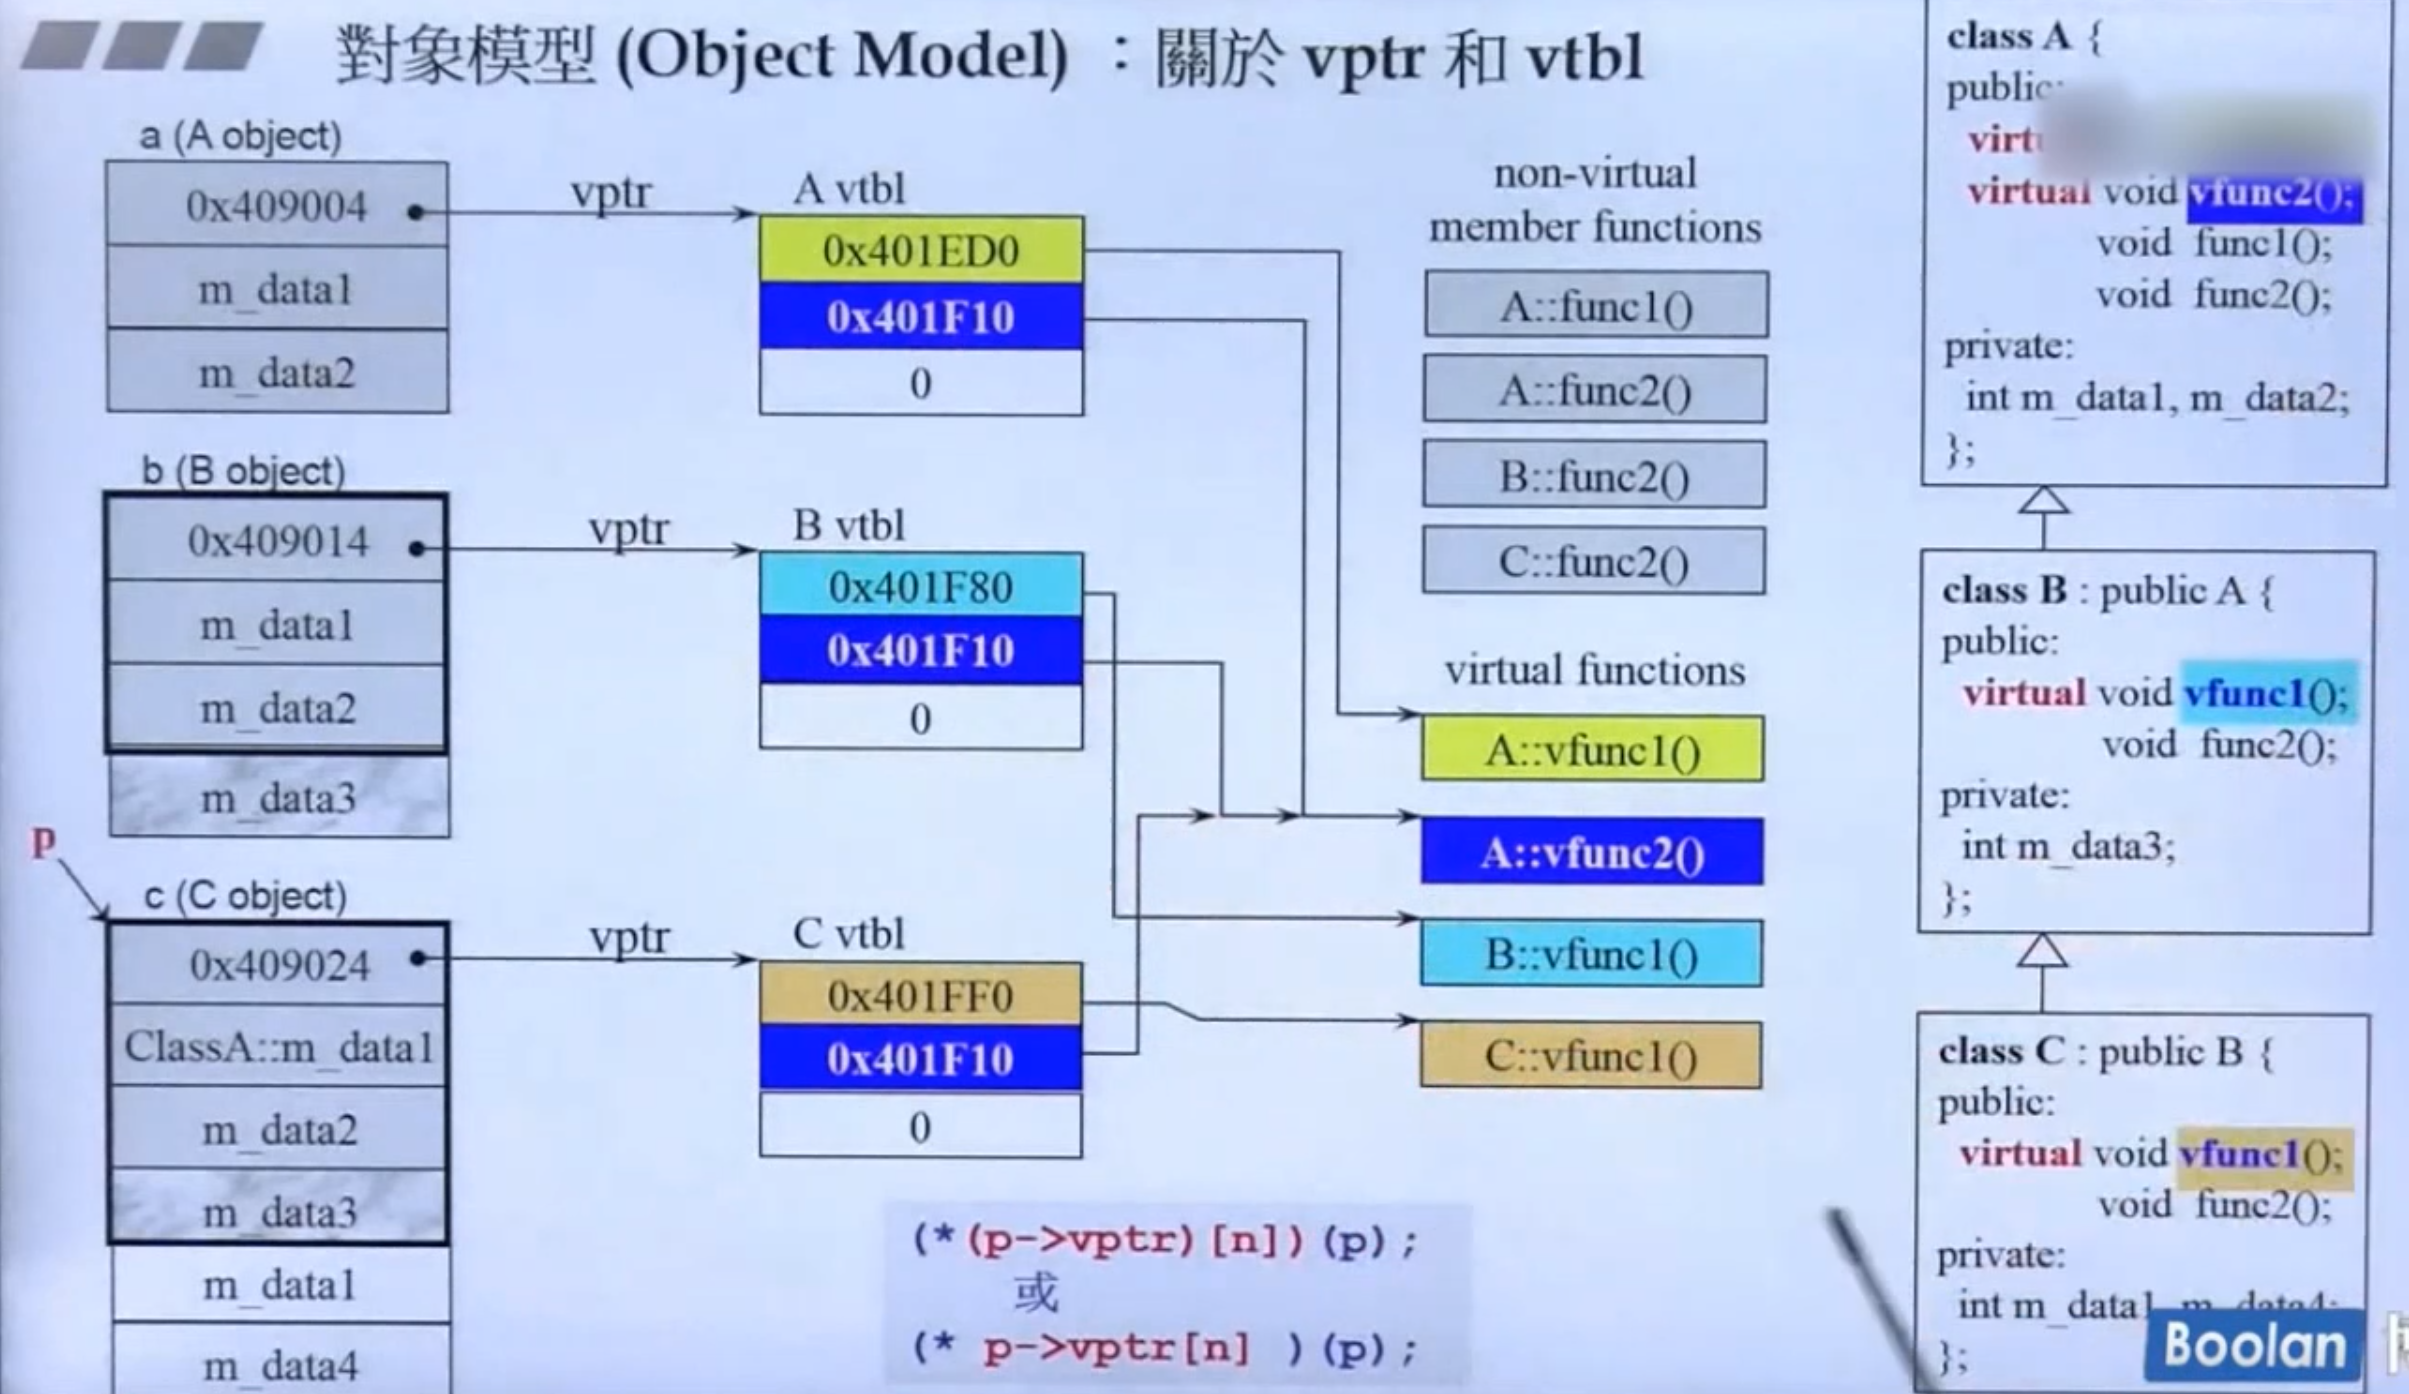 對象模型 (Object Model) ：關於 vptr 和 vtbl
a (A object)
0x409004
m_data1
m_data2
vptr
A vtbl
0x401ED0
0x401F10
0
b (B object)
0x409014
m_data1
m_data2
m_data3
vptr
B vtbl
0x401F80
0x401F10
0
p
c (C object)
0x409024
ClassA::m_data1
m_data2
m_data3
m_data1
m_data4
vptr
C vtbl
0x401FF0
0x401F10
0
(*(p->vptr)[n])(p);
或
(* p->vptr[n] )(p);
non-virtual
member functions
A::func1()
A::func2()
B::func2()
C::func2()
virtual functions
A::vfunc1()
A::vfunc2()
B::vfunc1()
C::vfunc1()
class A {
public:
virtual void vfunc2();
void func1();
void func2();
private:
int m_data1, m_data2;
};
class B : public A {
public:
virtual void vfunc1();
void func2();
private:
int m_data3;
};
class C : public B {
public:
virtual void vfunc1();
void func2();
private:
int m_data1, m_data4;
};
Boolan